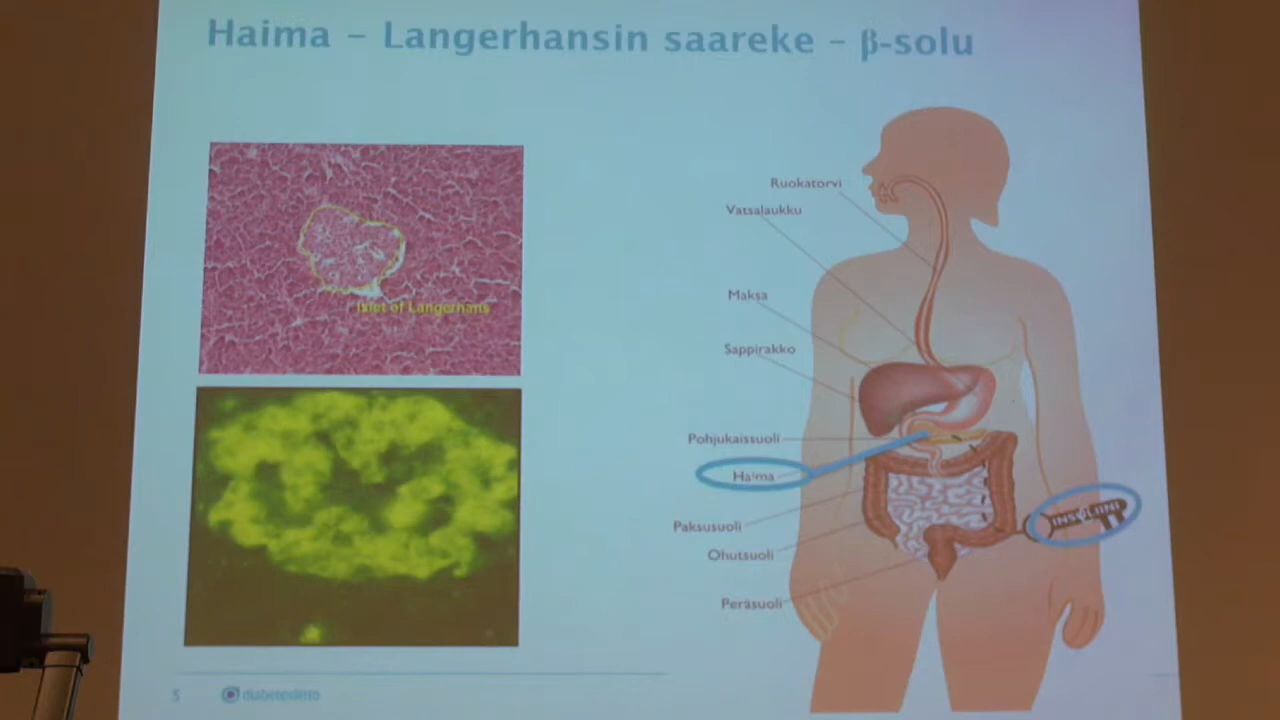 Haima – Langerhansin saareke – β-solu
Islet of Langerhans
Ruokatorvi
Vatsalaukku
Maksa
Sappirakko
Pohjukaissuoli
Haima
Paksusuoli
Ohutsuoli
Peräsuoli
INSULIINI
5
diabetesliitto